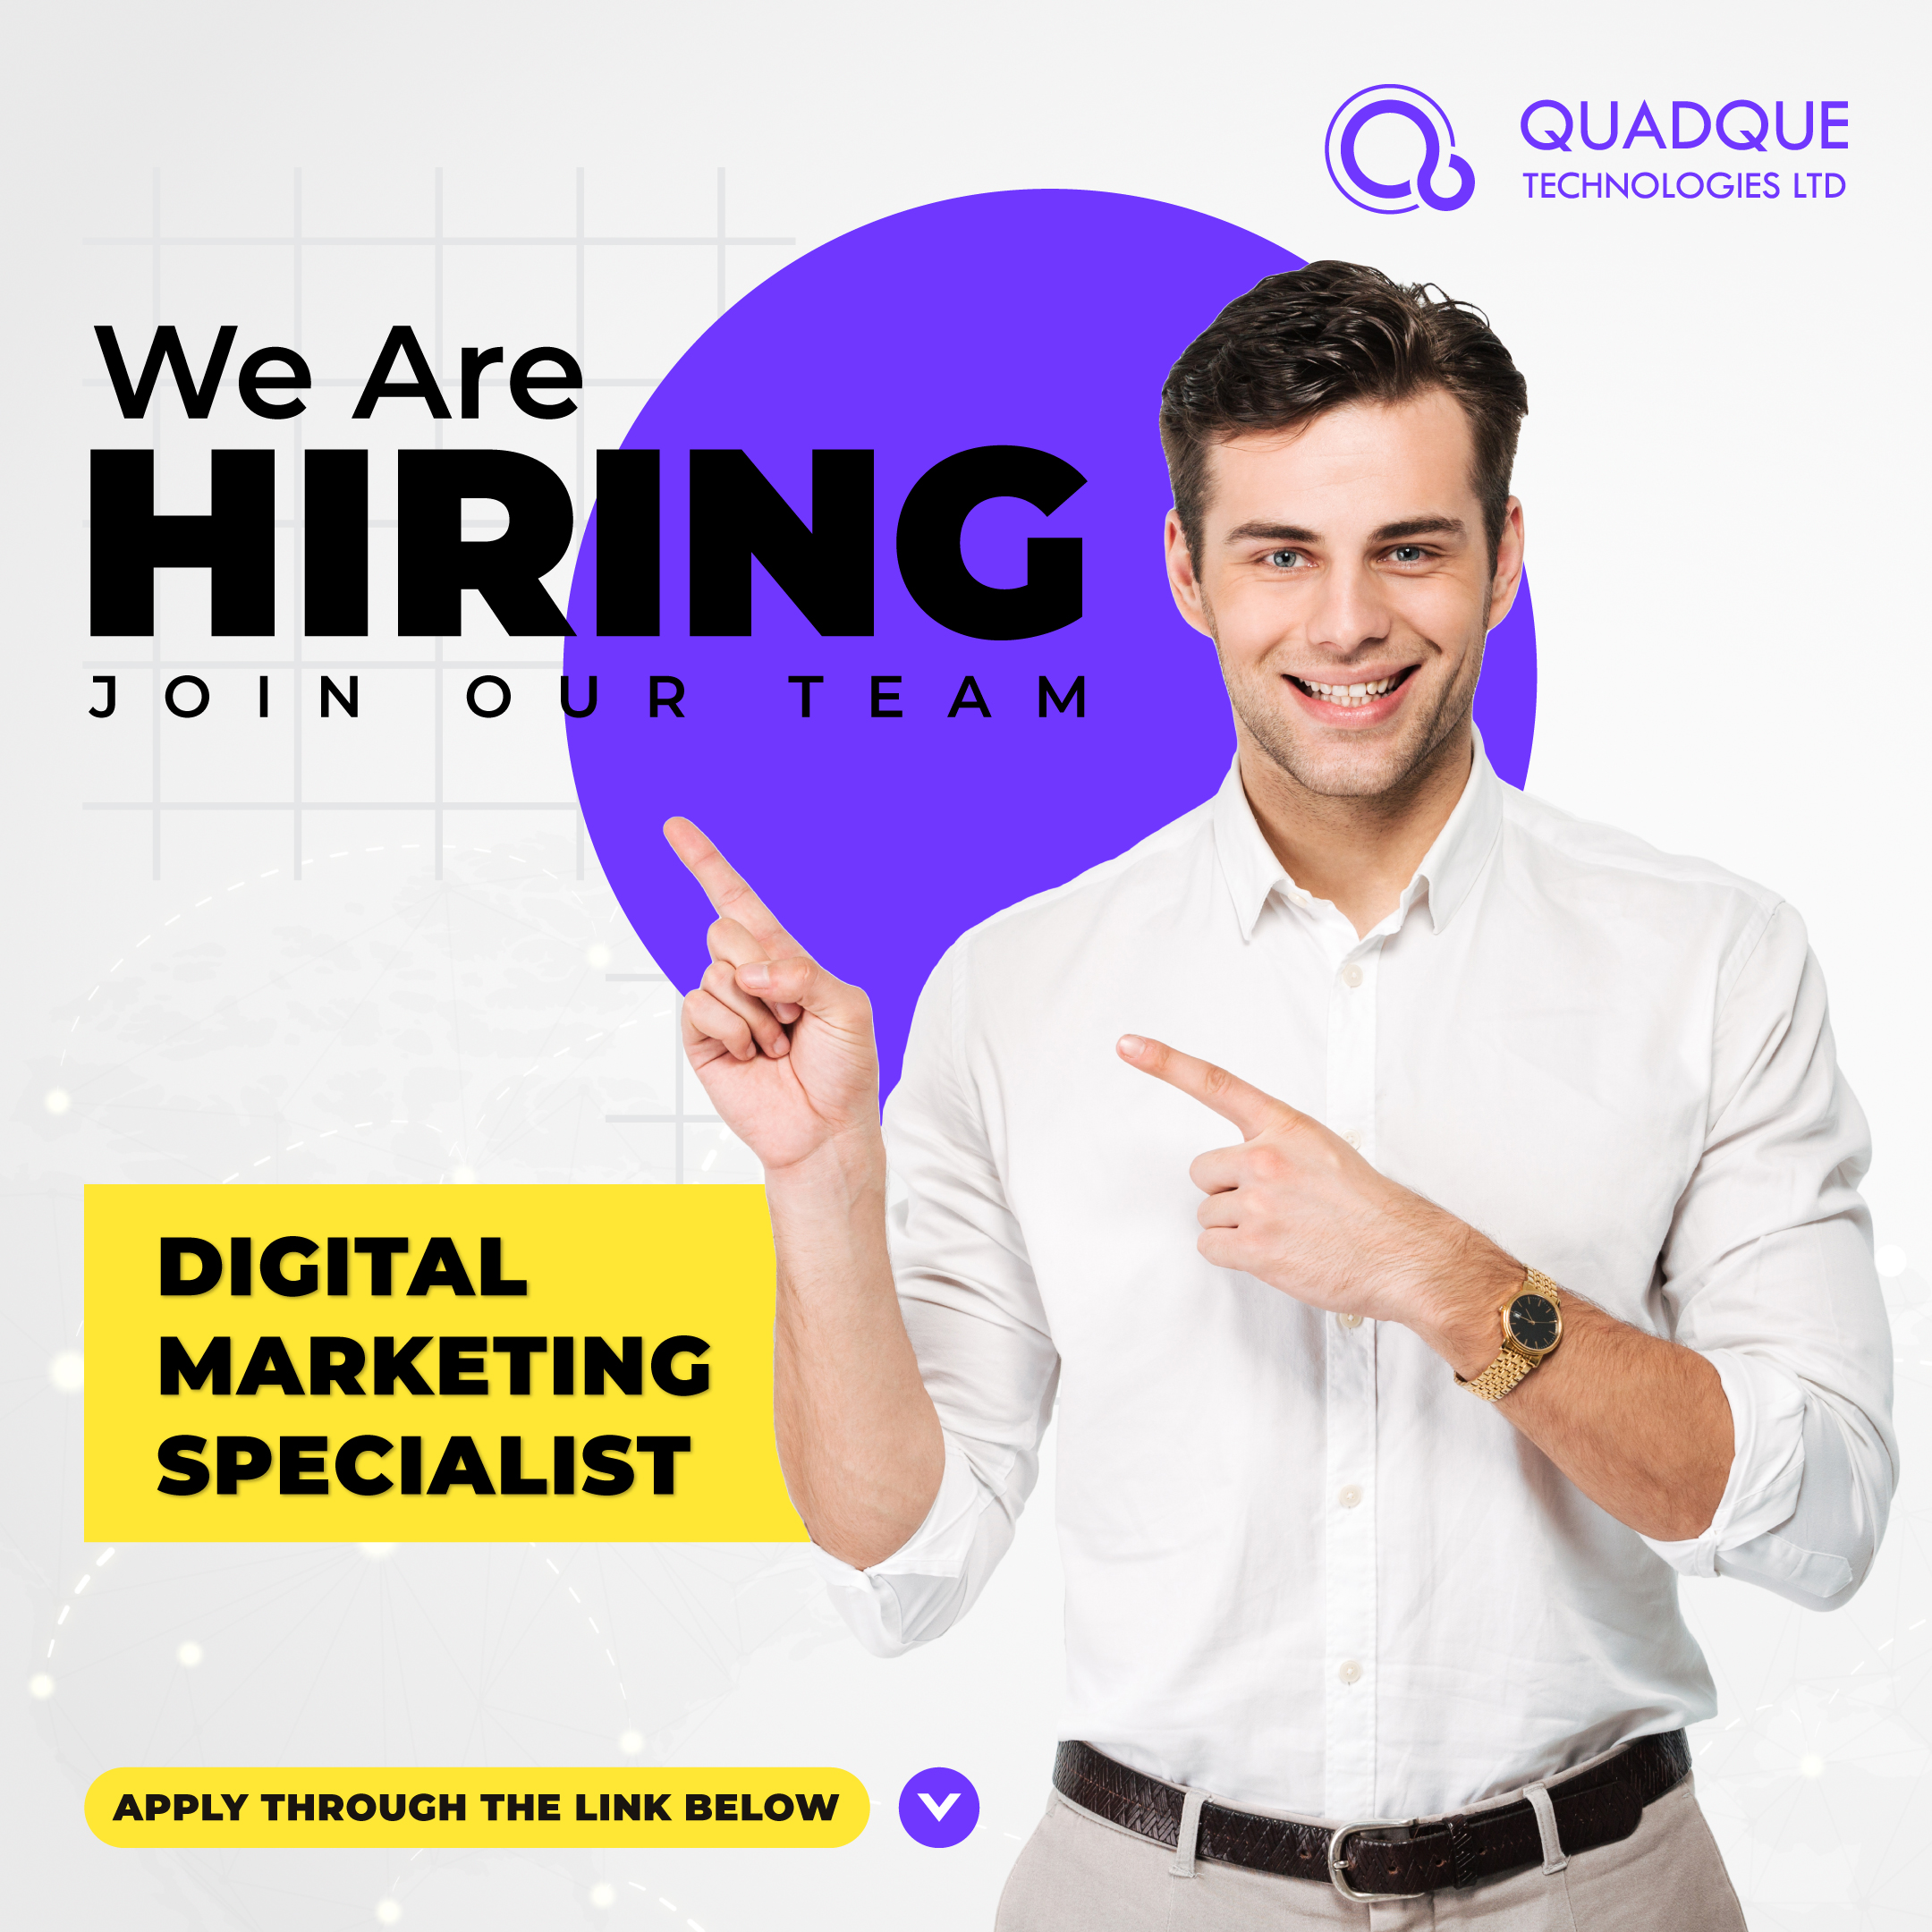 QUADQUE
TECHNOLOGIES LTD
We Are
HIRING
JOIN OUR TEAM
DIGITAL
MARKETING
SPECIALIST
APPLY THROUGH THE LINK BELOW